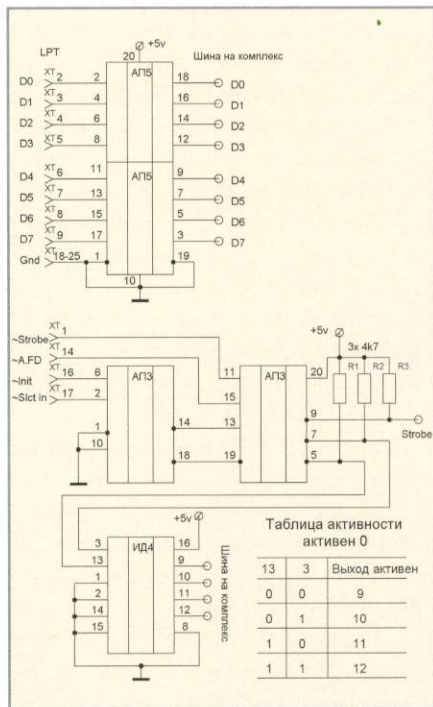 LPT
+5v
20
Шина на комплекс
АП5
D0 XT 2 2 18 D0
D1 XT 3 4 16 D1
D2 XT 4 6 14 D2
D3 XT 5 8 12 D3
АП5
D4 XT 6 11 9 D4
D5 XT 7 13 7 D5
D6 XT 8 15 5 D6
D7 XT 9 17 3 D7
Gnd XT 18-25 1 19
10
~Strobe XT 1
~A.FD XT 14
~Init XT 16 6
~Slct in XT 17 2
АП3
1
10
14 13
18 19
11
15
АП3
+5v
3x 4k7
20 R1 R2 R3
9
Strobe
7
5
+5v
3 ИД4 16
13 9
1 10
2 11
14 12
15 8
Шина на комплекс
Таблица активности
активен 0
13 3 Выход активен
0 0 9
0 1 10
1 0 11
1 1 12